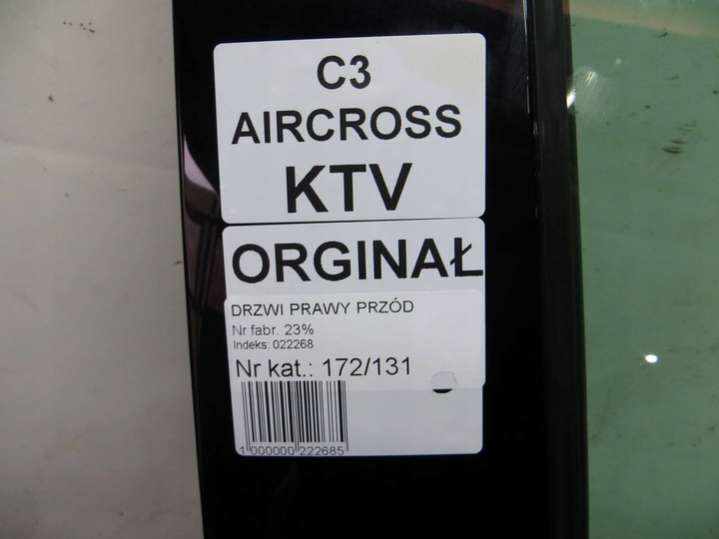 C3
AIRCROSS
KTV
ORGINAŁ
DRZWI PRAWY PRZÓD
Nr fabr. 23%
Indeks: 022268
Nr kat.: 172/131
1 000000 222685